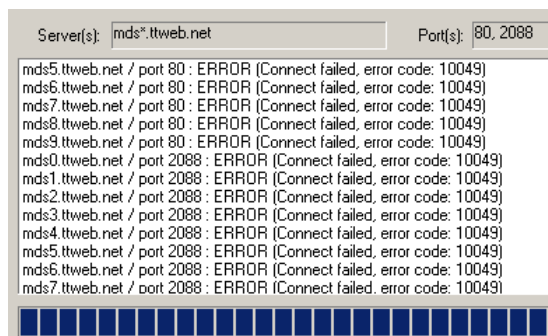 Server(s): mds*.ttweb.net Port(s): 80, 2088
mds5.ttweb.net / port 80 : ERROR (Connect failed, error code: 10049)
mds6.ttweb.net / port 80 : ERROR (Connect failed, error code: 10049)
mds7.ttweb.net / port 80 : ERROR (Connect failed, error code: 10049)
mds8.ttweb.net / port 80 : ERROR (Connect failed, error code: 10049)
mds9.ttweb.net / port 80 : ERROR (Connect failed, error code: 10049)
mds0.ttweb.net / port 2088 : ERROR (Connect failed, error code: 10049)
mds1.ttweb.net / port 2088 : ERROR (Connect failed, error code: 10049)
mds2.ttweb.net / port 2088 : ERROR (Connect failed, error code: 10049)
mds3.ttweb.net / port 2088 : ERROR (Connect failed, error code: 10049)
mds4.ttweb.net / port 2088 : ERROR (Connect failed, error code: 10049)
mds5.ttweb.net / port 2088 : ERROR (Connect failed, error code: 10049)
mds6.ttweb.net / port 2088 : ERROR (Connect failed, error code: 10049)
mds7.ttweb.net / port 2088 : ERROR (Connect failed, error code: 10049)